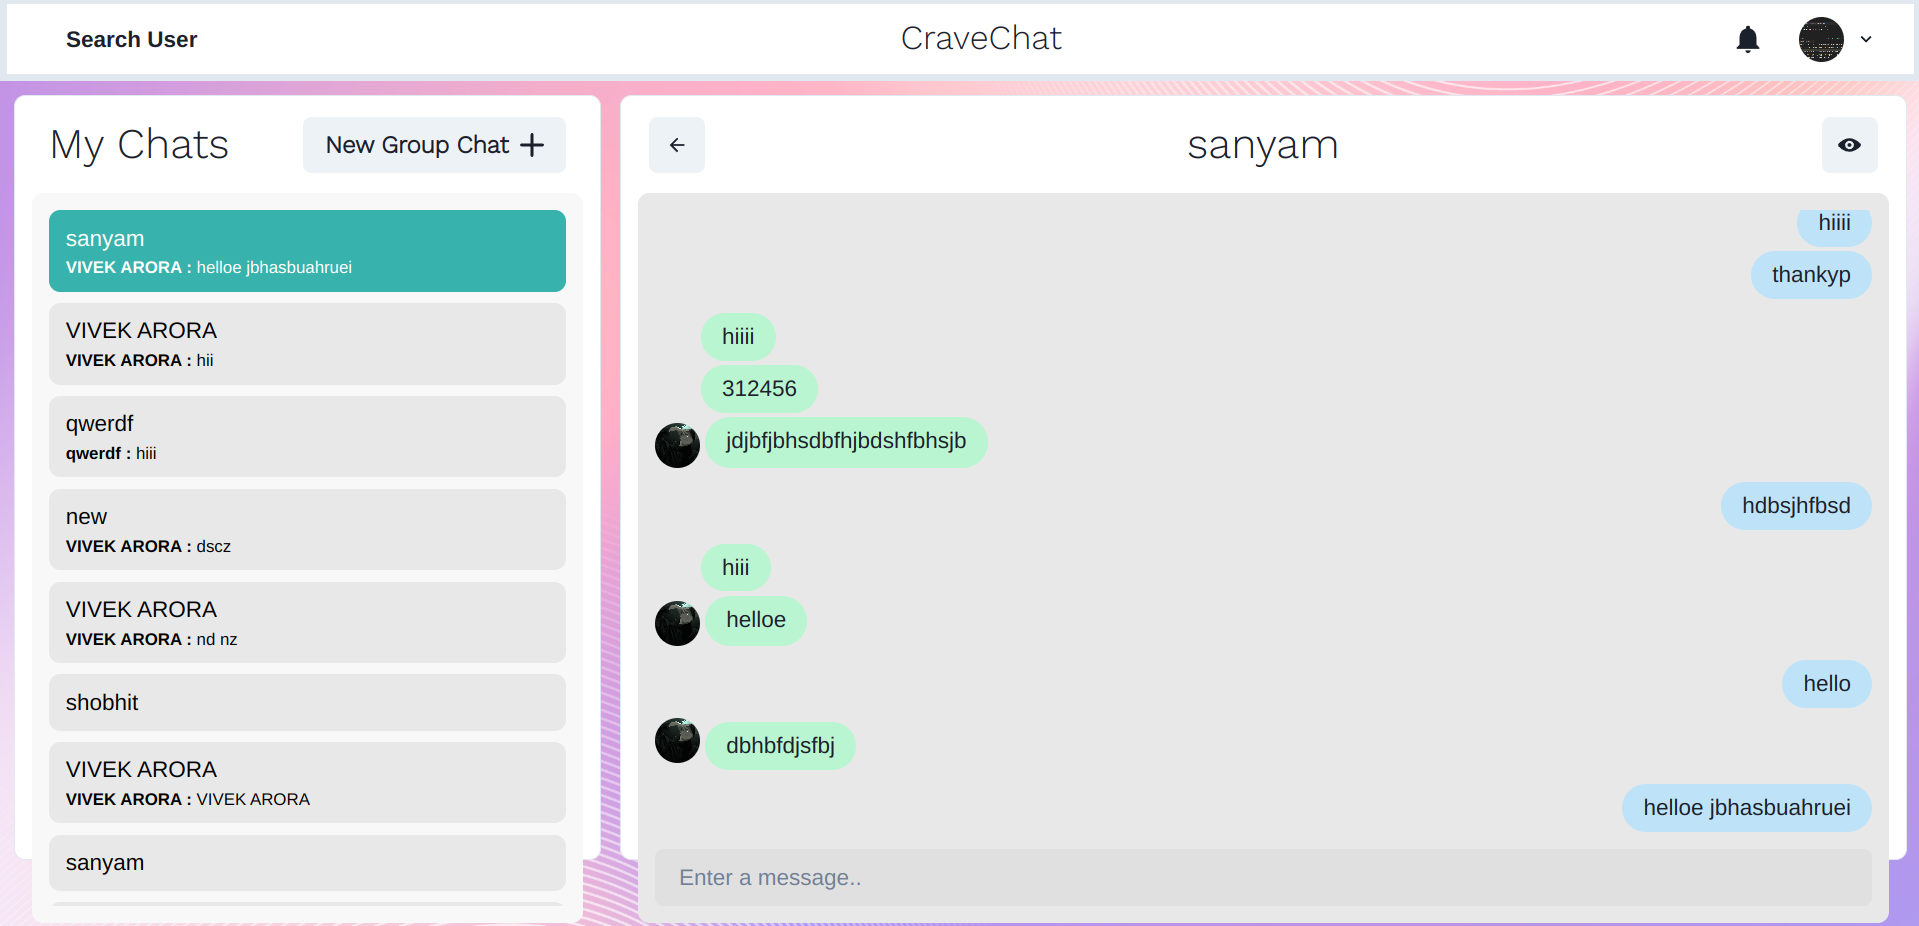 Search User
CraveChat
My Chats
New Group Chat
sanyam
VIVEK ARORA : helloe jbhasbuahruei
VIVEK ARORA
VIVEK ARORA : hii
qwerdf
qwerdf : hiii
new
VIVEK ARORA : dscz
VIVEK ARORA
VIVEK ARORA : nd nz
shobhit
VIVEK ARORA
VIVEK ARORA : VIVEK ARORA
sanyam
sanyam
hiiii
thankyp
hiiii
312456
jdjbfjbhsdbfhjbdshfbhsjb
hdbsjhfbsd
hiii
helloe
hello
dbhbfdjsfbj
helloe jbhasbuahruei
Enter a message..